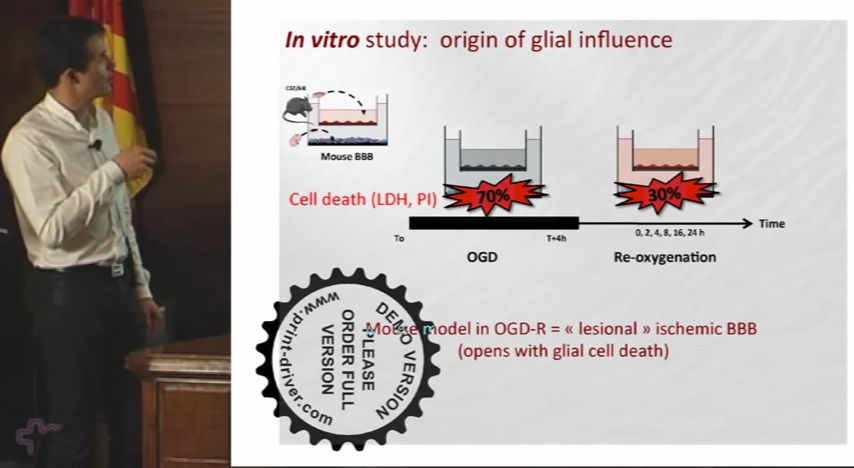 In vitro study: origin of glial influence
C57/bl6
Mouse BBB
Cell death (LDH, PI)
70%
30%
To
T+4h
0, 2, 4, 8, 16, 24 h
Time
OGD
Re-oxygenation
Mouse model in OGD-R = « lesional » ischemic BBB
(opens with glial cell death)
www.print-driver.com
DEMO VERSION
PLEASE
ORDER FULL
VERSION